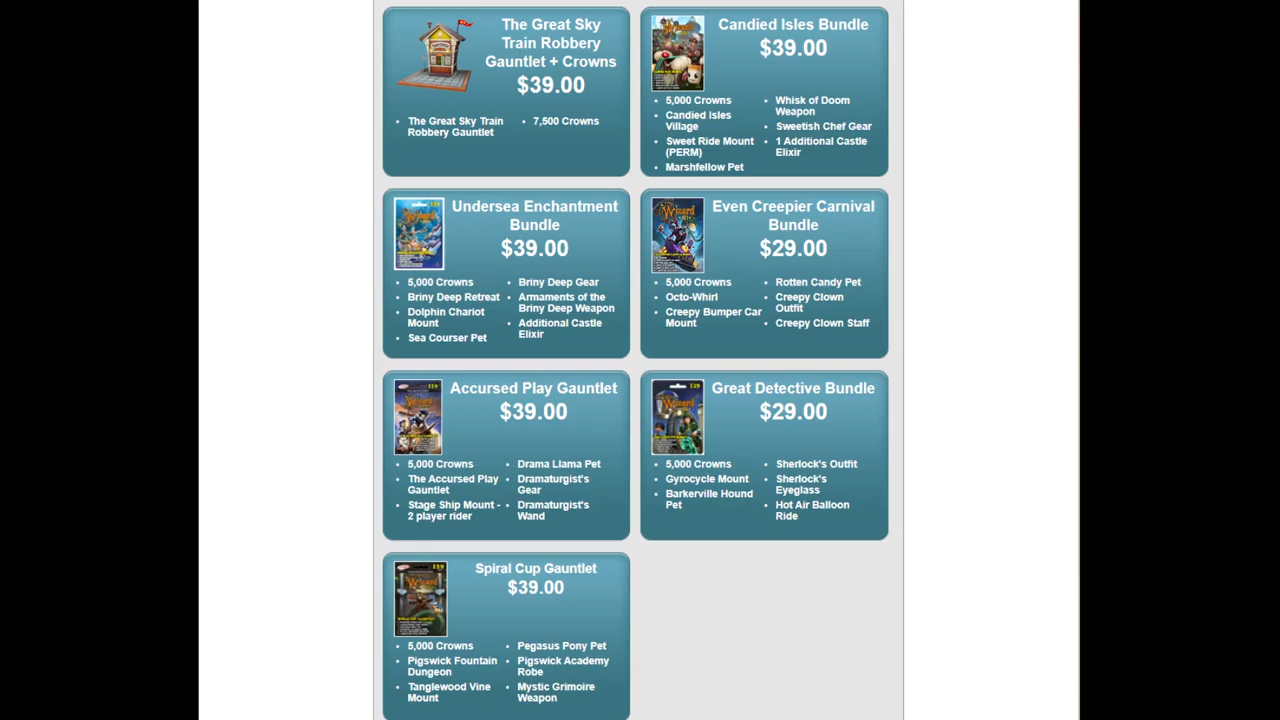 The Great Sky
Train Robbery
Gauntlet + Crowns
$39.00
The Great Sky Train
Robbery Gauntlet
7,500 Crowns
Candied Isles Bundle
$39.00
5,000 Crowns
Candied Isles
Village
Sweet Ride Mount
(PERM)
Marshfellow Pet
Whisk of Doom
Weapon
Sweetish Chef Gear
1 Additional Castle
Elixir
Undersea Enchantment
Bundle
$39.00
5,000 Crowns
Briny Deep Retreat
Dolphin Chariot
Mount
Sea Courser Pet
Briny Deep Gear
Armaments of the
Briny Deep Weapon
Additional Castle
Elixir
Even Creepier Carnival
Bundle
$29.00
5,000 Crowns
Octo-Whirl
Creepy Bumper Car
Mount
Rotten Candy Pet
Creepy Clown
Outfit
Creepy Clown Staff
Accursed Play Gauntlet
$39.00
5,000 Crowns
The Accursed Play
Gauntlet
Stage Ship Mount -
2 player rider
Drama Llama Pet
Dramaturgist's
Gear
Dramaturgist's
Wand
Great Detective Bundle
$29.00
5,000 Crowns
Gyrocycle Mount
Barkerville Hound
Pet
Sherlock's Outfit
Sherlock's
Eyeglass
Hot Air Balloon
Ride
Spiral Cup Gauntlet
$39.00
5,000 Crowns
Pigswick Fountain
Dungeon
Tanglewood Vine
Mount
Pegasus Pony Pet
Pigswick Academy
Robe
Mystic Grimoire
Weapon